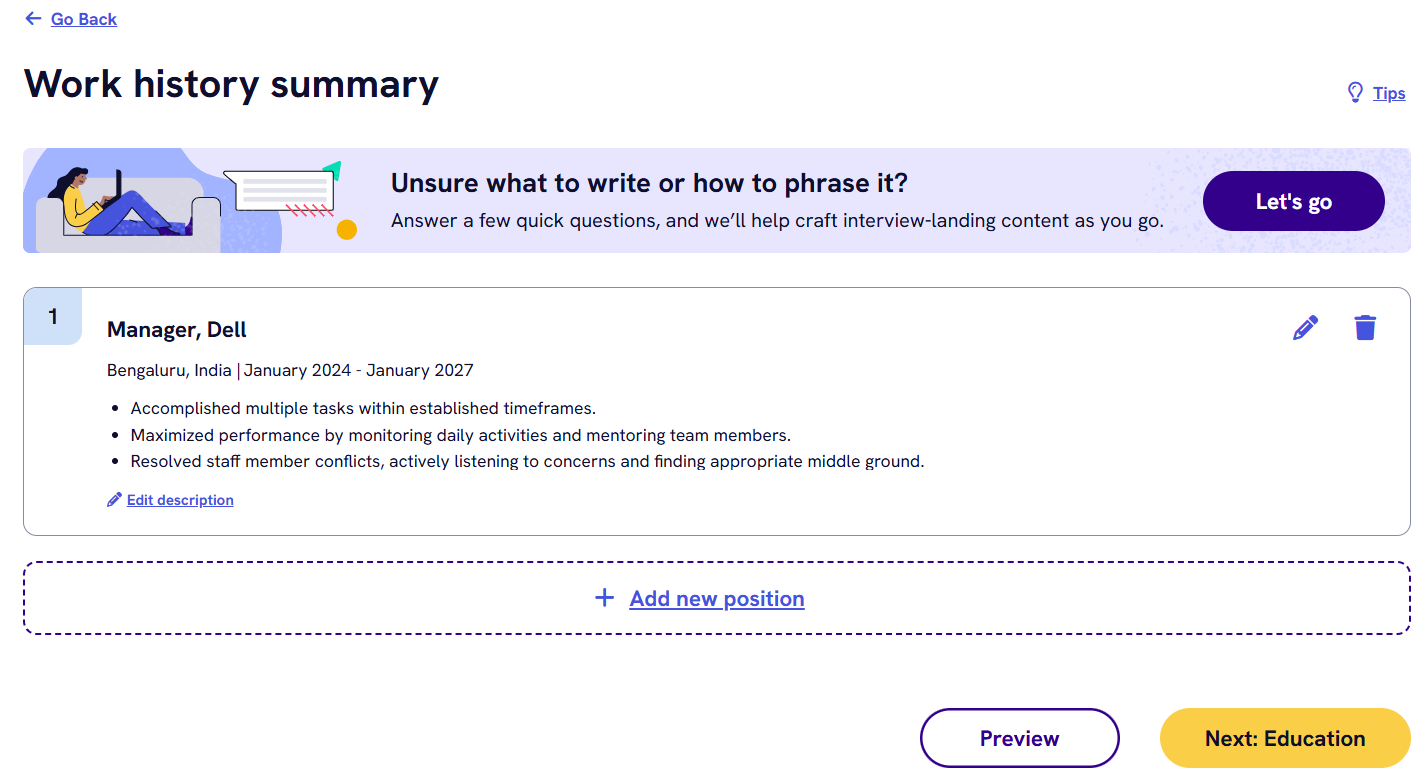 Go Back
Work history summary
Tips
Unsure what to write or how to phrase it?
Answer a few quick questions, and we’ll help craft interview-landing content as you go.
Let's go
1
Manager, Dell
Bengaluru, India | January 2024 - January 2027
• Accomplished multiple tasks within established timeframes.
• Maximized performance by monitoring daily activities and mentoring team members.
• Resolved staff member conflicts, actively listening to concerns and finding appropriate middle ground.
Edit description
+ Add new position
Preview
Next: Education